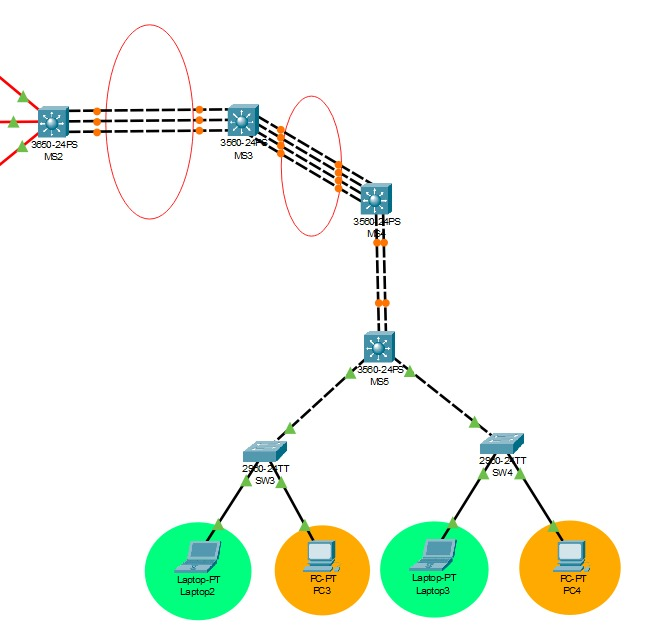 3650-24PS
MS2
3560-24PS
MS3
3560-24PS
MS4
3560-24PS
MS5
2960-24TT
SW3
2960-24TT
SW4
Laptop-PT
Laptop2
PC-PT
PC3
Laptop-PT
Laptop3
PC-PT
PC4